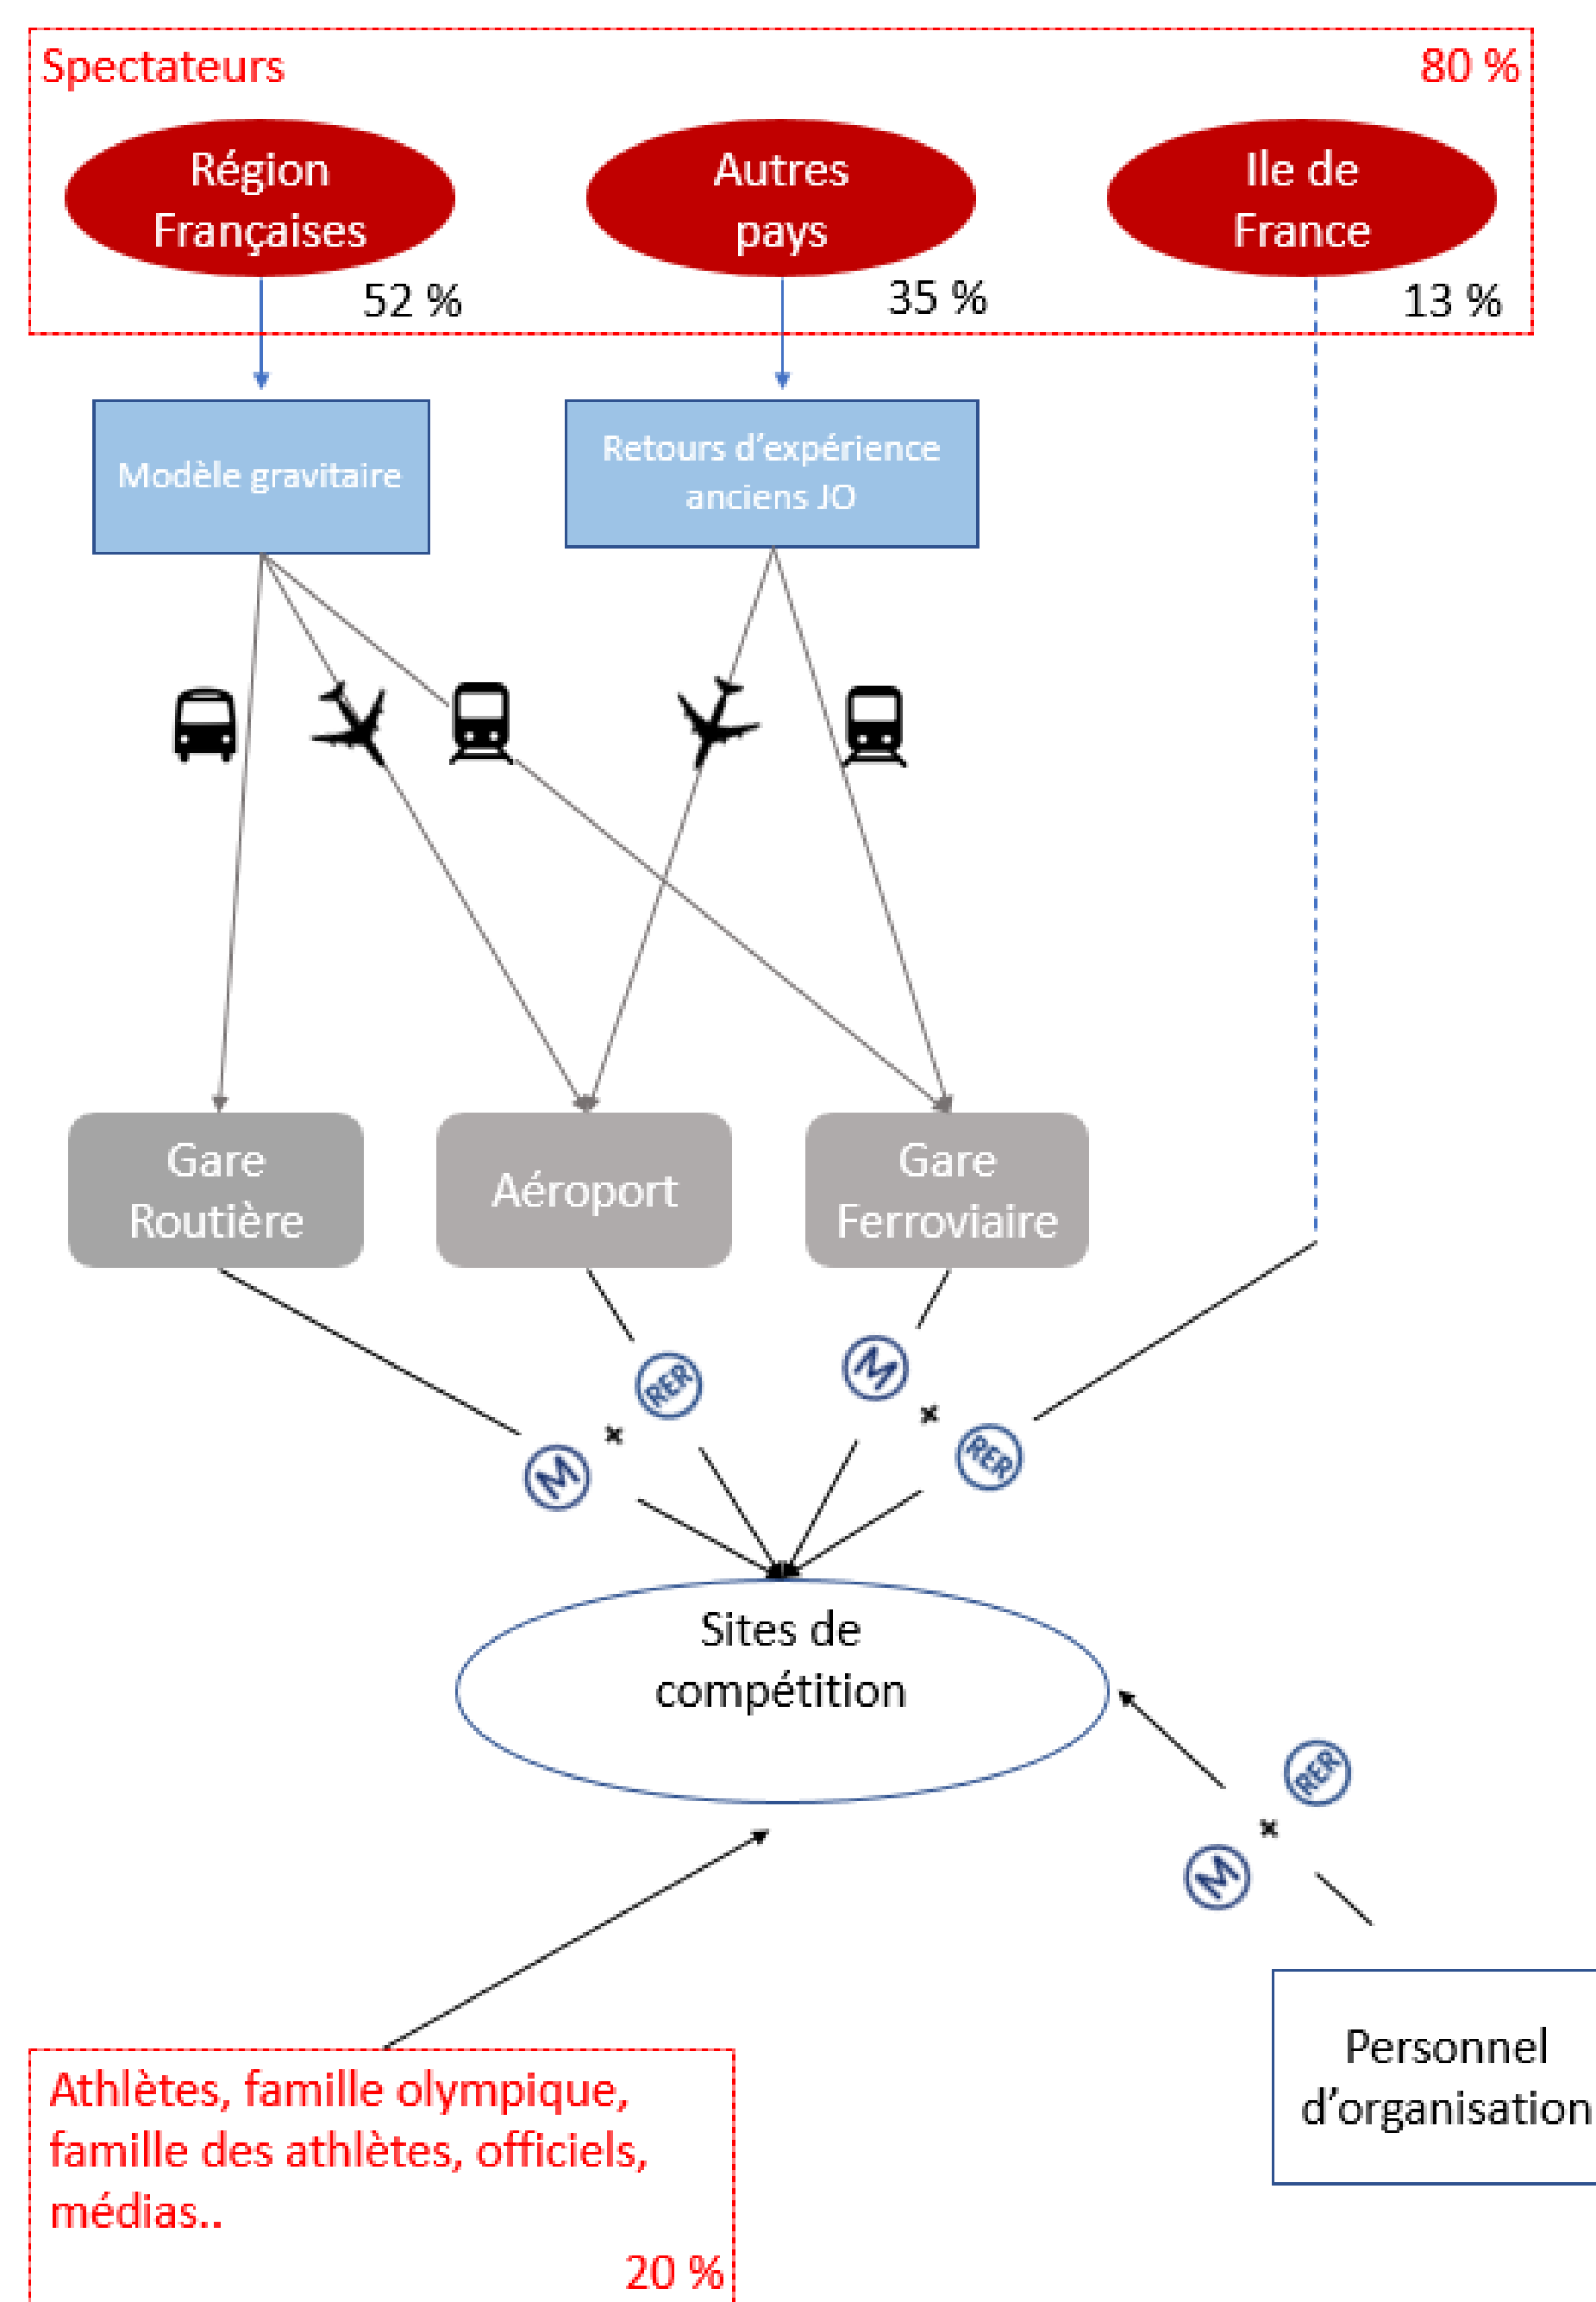 Spectateurs
80 %
Région
Françaises
Autres
pays
Ile de
France
52 %
35 %
13 %
Modèle gravitaire
Retours d'expérience
anciens JO
Gare
Routière
Aéroport
Gare
Ferroviaire
M
RER
M
RER
Sites de
compétition
RER
M
Personnel
d'organisation
Athlètes, famille olympique,
famille des athlètes, officiels,
médias..
20 %